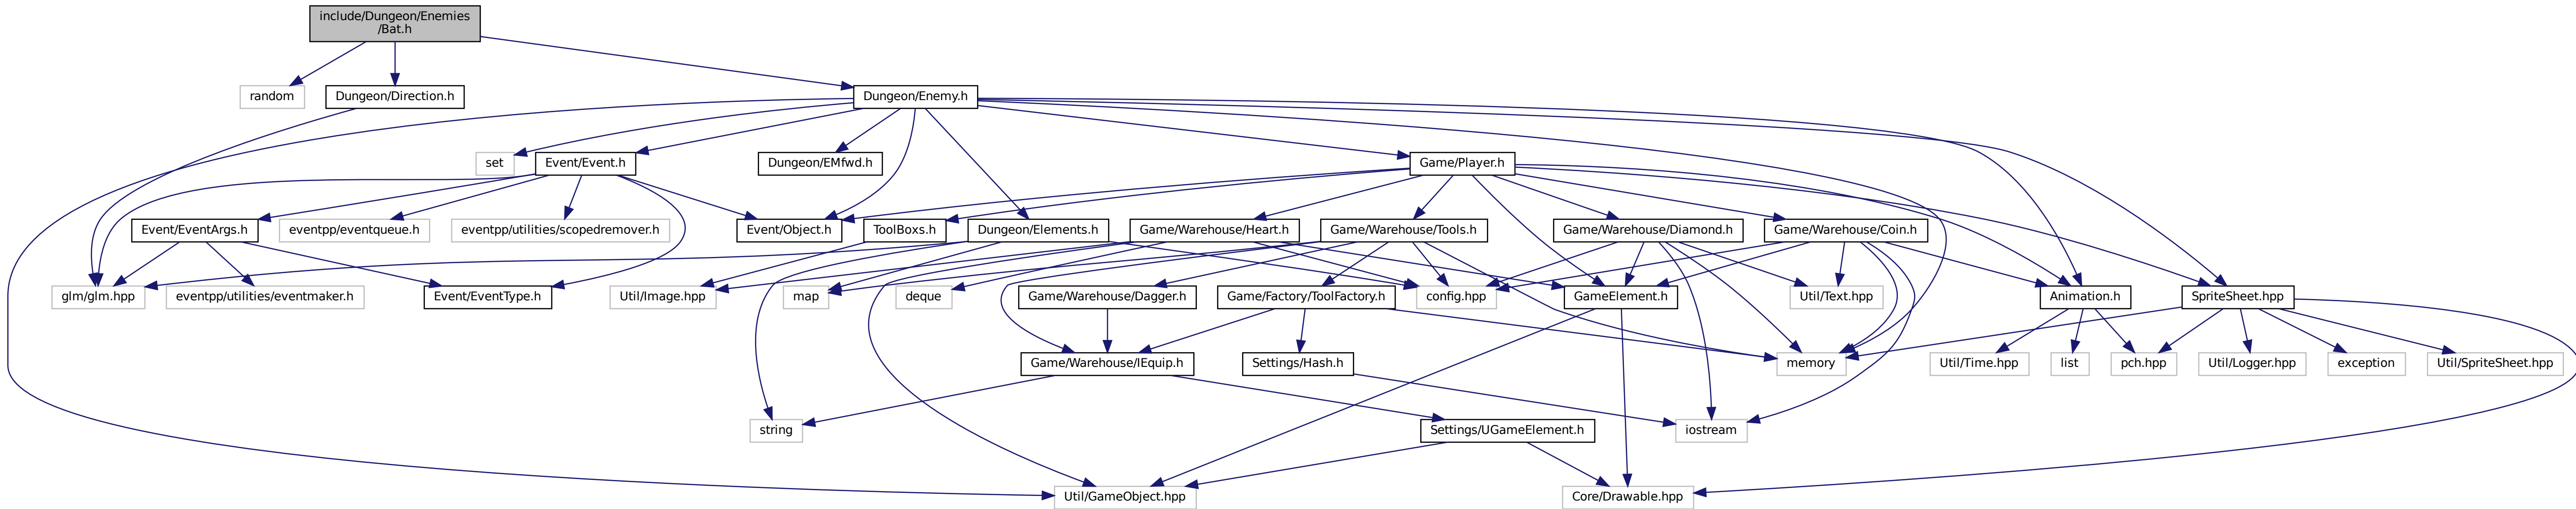 include/Dungeon/Enemies
/Bat.h
random
Dungeon/Direction.h
Dungeon/Enemy.h
set
Event/Event.h
Dungeon/EMfwd.h
Game/Player.h
Event/EventArgs.h
eventpp/eventqueue.h
eventpp/utilities/scopedremover.h
Event/Object.h
ToolBoxs.h
Dungeon/Elements.h
Game/Warehouse/Heart.h
Game/Warehouse/Tools.h
Game/Warehouse/Diamond.h
Game/Warehouse/Coin.h
glm/glm.hpp
eventpp/utilities/eventmaker.h
Event/EventType.h
Util/Image.hpp
map
deque
Game/Warehouse/Dagger.h
Game/Factory/ToolFactory.h
config.hpp
GameElement.h
Util/Text.hpp
Animation.h
SpriteSheet.hpp
Game/Warehouse/IEquip.h
Settings/Hash.h
memory
Util/Time.hpp
list
pch.hpp
Util/Logger.hpp
exception
Util/SpriteSheet.hpp
string
Settings/UGameElement.h
iostream
Util/GameObject.hpp
Core/Drawable.hpp